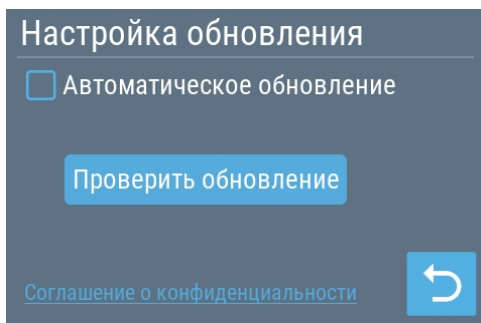 Настройка обновления
Автоматическое обновление
Проверить обновление
Соглашение о конфиденциальности